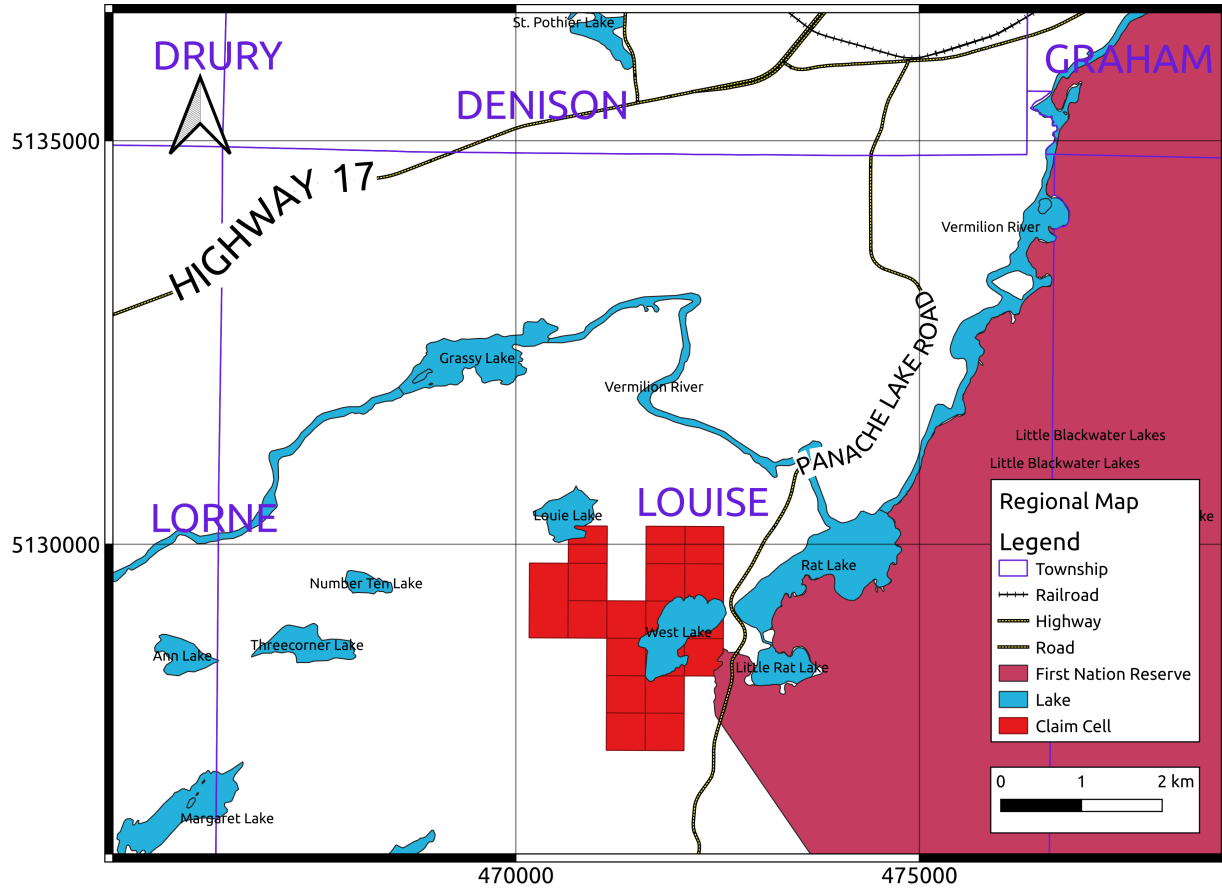 St. Pothier Lake
DRURY
GRAHAM
DENISON
5135000
HIGHWAY 17
Vermilion River
PANACHE LAKE ROAD
Grassy Lake
Vermilion River
Little Blackwater Lakes
Little Blackwater Lakes
LOUISE
LORNE
Louie Lake
ke
5130000
Rat Lake
Number Ten Lake
West Lake
Threecorner Lake
Ann Lake
Little Rat Lake
Margaret Lake
Regional Map
Legend
Township
Railroad
Highway
Road
First Nation Reserve
Lake
Claim Cell
0 1 2 km
470000 475000